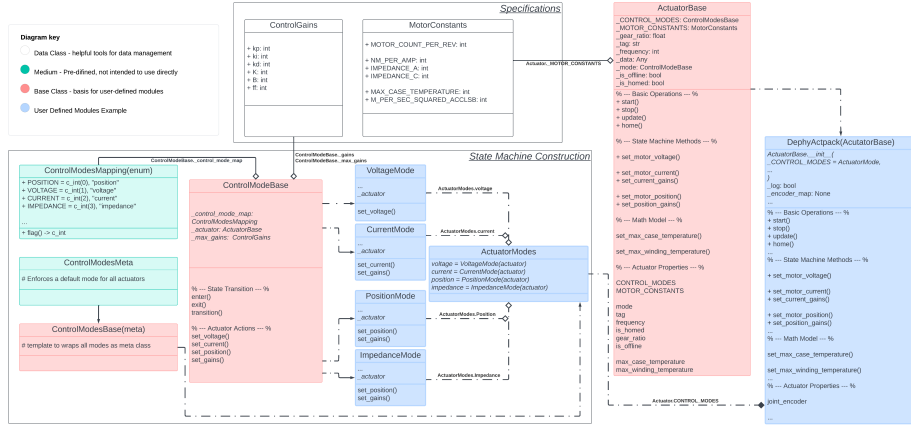 Diagram key
Data Class - helpful tools for data management
Medium - Pre-difined, not intended to use directly
Base Class - basis for user-defined modules
User Defined Modules Example
Specifications
ControlGains
+ kp: int
+ ki: int
+ kd: int
+ K: int
+ B: int
+ ff: int
MotorConstants
+ MOTOR_COUNT_PER_REV: int
+ NM_PER_AMP: int
+ IMPEDANCE_A: int
+ IMPEDANCE_C: int
+ MAX_CASE_TEMPERATURE: int
+ M_PER_SEC_SQUARED_ACCLSB: int
Actuator._MOTOR_CONSTANTS
ActuatorBase
_CONTROL_MODES: ControlModesBase
_MOTOR_CONSTANTS: MotorConstants
_gear_ratio: float
_tag: str
_frequency: int
_data: Any
_mode: ControlModeBase
_is_offline: bool
_is_homed: bool
% --- Basic Operations --- %
+ start()
+ stop()
+ update()
+ home()
% --- State Machine Methods --- %
+ set_motor_voltage()
+ set_motor_current()
+ set_current_gains()
+ set_motor_position()
+ set_position_gains()
% --- Math Model --- %
set_max_case_temperature()
set_max_winding_temperature()
% --- Actuator Properties --- %
CONTROL_MODES
MOTOR_CONSTANTS
mode
tag
frequency
is_homed
gear_ratio
is_offline
max_case_temperature
max_winding_temperature
DephyActpack(AcutatorBase)
ActuatorBase.__init__(
_CONTROL_MODES = ActuatorMode,
...
)
_log: bool
_encoder_map: None
...
% --- Basic Operations --- %
+ start()
+ stop()
+ update()
+ home()
...
% --- State Machine Methods --- %
+ set_motor_voltage()
+ set_motor_current()
+ set_current_gains()
+ set_motor_position()
+ set_position_gains()
...
% --- Math Model --- %
set_max_case_temperature()
set_max_winding_temperature()
...
% --- Actuator Properties --- %
joint_encoder
...
State Machine Construction
ControlModeBase._control_mode_map
ControlModeBase._gains
ControlModeBase._max_gains
ControlModesMapping(enum)
+ POSITION = c_int(0), "position"
+ VOLTAGE = c_int(1), "voltage"
+ CURRENT = c_int(2), "current"
+ IMPEDANCE = c_int(3), "impedance"
...
+ flag() -> c_int
ControlModesMeta
# Enforces a default mode for all actuators
ControlModesBase(meta)
# template to wraps all modes as meta class
ControlModeBase
_control_mode_map:
ControlModesMapping
_actuator: ActuatorBase
_max_gains: ControlGains
% --- State Transition --- %
enter()
exit()
transition()
% --- Actuator Actions --- %
set_voltage()
set_current()
set_position()
set_gains()
VoltageMode
...
_actuator
set_voltage()
CurrentMode
...
_actuator
set_current()
set_gains()
PositionMode
...
_actuator
set_position()
set_gains()
ImpedanceMode
...
_actuator
set_position()
set_gains()
ActuatorModes.voltage
ActuatorModes.current
ActuatorModes
voltage = VoltageMode(actuator)
current = CurrentMode(actuator)
position = PositionMode(actuator)
impedance = ImpedanceMode(actuator)
ActuatorModes.Position
ActuatorModes.Impedance
Actuator.CONTROL_MODES